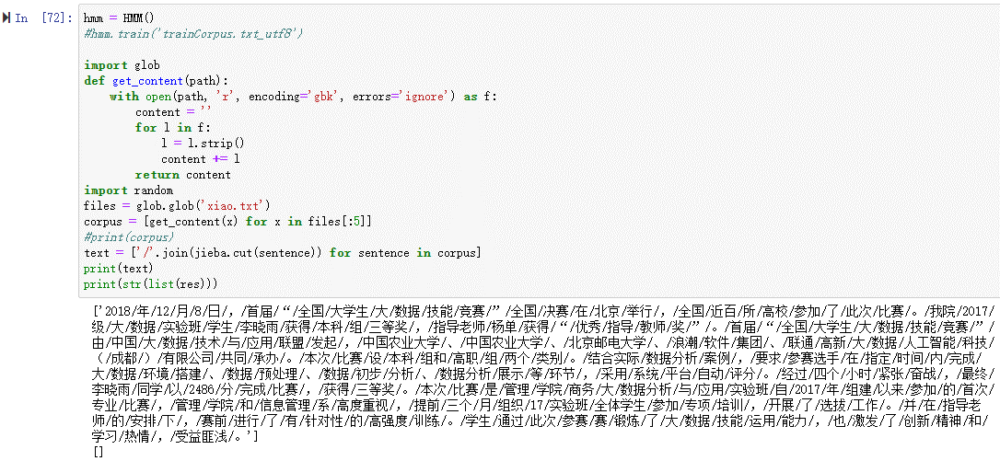 In [72]:
hmm = HMM()
#hmm.train('trainCorpus.txt_utf8')
import glob
def get_content(path):
    with open(path, 'r', encoding='gbk', errors='ignore') as f:
        content = ''
        for l in f:
            l = l.strip()
            content += l
        return content
import random
files = glob.glob('xiao.txt')
corpus = [get_content(x) for x in files[:5]]
#print(corpus)
text = ['/'.join(jieba.cut(sentence)) for sentence in corpus]
print(text)
print(str(list(res)))
['2018/年/12/月/8/日/，/首届/“/全国/大学生/大/数据/技能/竞赛/”/全国/决赛/在/北京/举行/，/全国/近百/所/高校/参加/了/此次/比赛/。/我院/2017/
级/大/数据/实验班/学生/李晓雨/获得/本科/组/三等奖/，/指导老师/杨单/获得/“/优秀/指导/教师/奖/”/。/首届/“/全国/大学生/大/数据/技能/竞赛/”/
由/中国/大/数据/技术/与/应用/联盟/发起/，/中国农业大学/、/中国农业大学/、/北京邮电大学/、/浪潮/软件/集团/、/联通/高新/大/数据/人工智能/科技/
（/成都/）/有限公司/共同/承办/。/本次/比赛/设/本科/组和/高职/组/两个/类别/。/结合实际/数据分析/案例/，/要求/参赛选手/在/指定/时间/内/完成/
大/数据/环境/搭建/、/数据/预处理/、/数据/初步/分析/、/数据分析/展示/等/环节/，/采用/系统/平台/自动/评分/。/经过/四个/小时/紧张/奋战/，/最终/
李晓雨/同学/以/2486/分/完成/比赛/，/获得/三等奖/。/本次/比赛/是/管理/学院/商务/大/数据分析/与/应用/实验班/自/2017/年/组建/以来/参加/的/首次/
专业/比赛/，/管理/学院/和/信息管理/系/高度重视/，/提前/三个/月/组织/17/实验班/全体学生/参加/专项/培训/，/开展/了/选拔/工作/。/并/在/指导老
师/的/安排/下/，/赛前/进行/了/有/针对性/的/高强度/训练/。/学生/通过/此次/参赛/赛/锻炼/了/大/数据/技能/运用/能力/，/也/激发/了/创新/精神/和/
学习/热情/，/受益匪浅/。']
[]